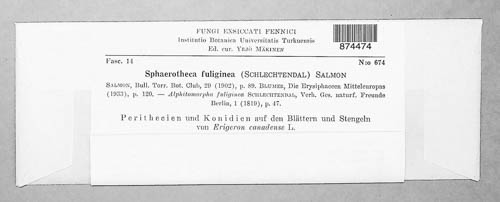 FUNGI EXSICCATI FENNICI
Instituto Botanica Universitatis Turkuensis
Ed. cur. YRJÖ MÄKINEN
874474
Fasc. 14 N:o 674
Sphaerotheca fuliginea (SCHLECHTENDAL) SALMON
SALMON, Bull. Torr. Bot. Club, 29 (1902), p. 89. BLUMER, Die Erysiphaceen Mitteleuropas
(1933), p. 120. — Alphitomorpha fuliginea SCHLECHTENDAL, Verh. Ges. naturf. Freunde
Berlin, 1 (1819), p. 47.
Perithecien und Konidien auf den Blättern und Stengeln
von Erigeron canadense L.